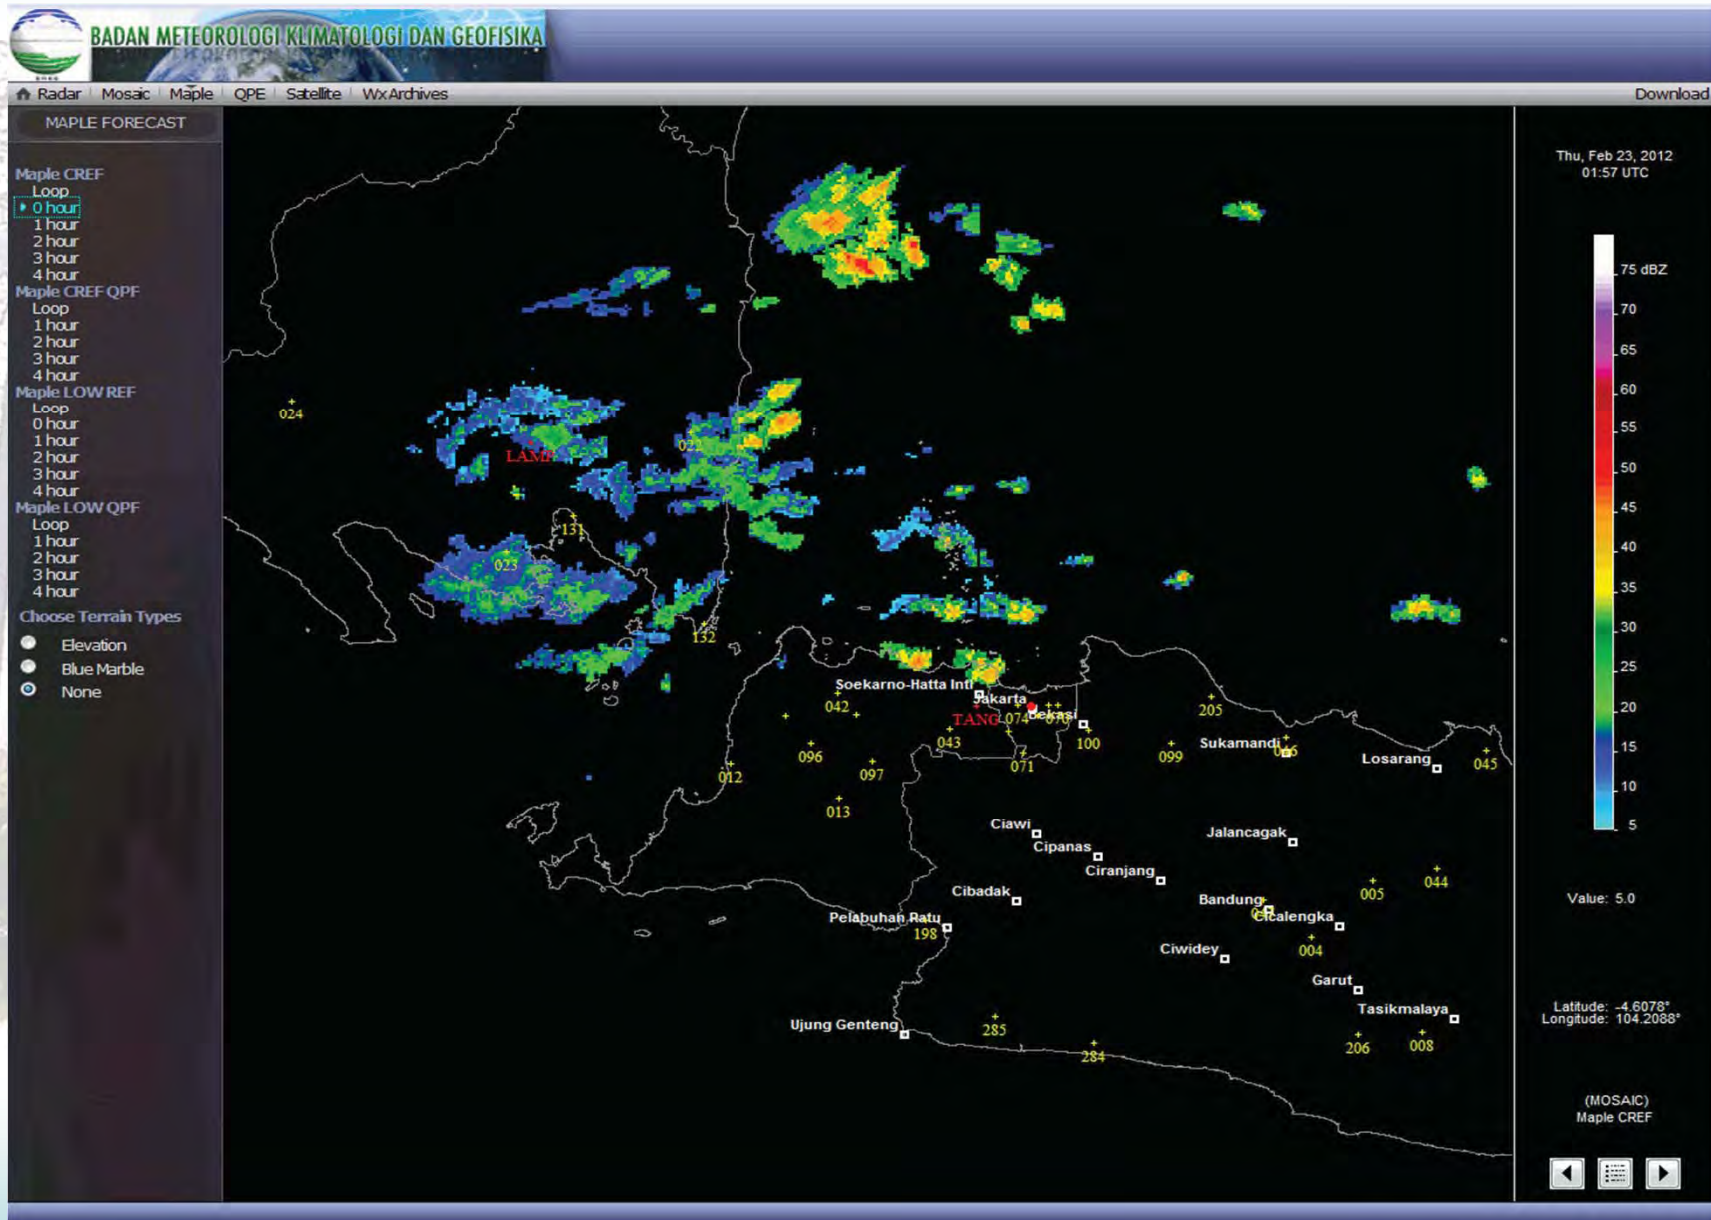 BADAN METEOROLOGI KLIMATOLOGI DAN GEOFISIKA
Radar Mosaic Maple QPE Satellite WxArchives Download
MAPLE FORECAST
Maple CREF
Loop
0 hour
1 hour
2 hour
3 hour
4 hour
Maple CREF QPF
Loop
1 hour
2 hour
3 hour
4 hour
Maple LOW REF
Loop
0 hour
1 hour
2 hour
3 hour
4 hour
Maple LOW QPF
Loop
1 hour
2 hour
3 hour
4 hour
Choose Terrain Types
Elevation
Blue Marble
None
024
022
LAMP
131
023
132
Soekarno-Hatta Intl
Jakarta
042
TANG
074
Bekasi
205
043
100
Sukamandi
096
099
Losarang
045
012
097
071
013
Ciawi
Jalancagak
Cipanas
Ciranjang
044
005
Cibadak
Bandung
Cicalengka
Pelabuhan Ratu
198
Ciwidey
004
Garut
Tasikmalaya
Ujung Genteng
285
284
206
008
Thu, Feb 23, 2012
01:57 UTC
75 dBZ
70
65
60
55
50
45
40
35
30
25
20
15
10
5
Value: 5.0
Latitude: -4.6078°
Longitude: 104.2088°
(MOSAIC)
Maple CREF